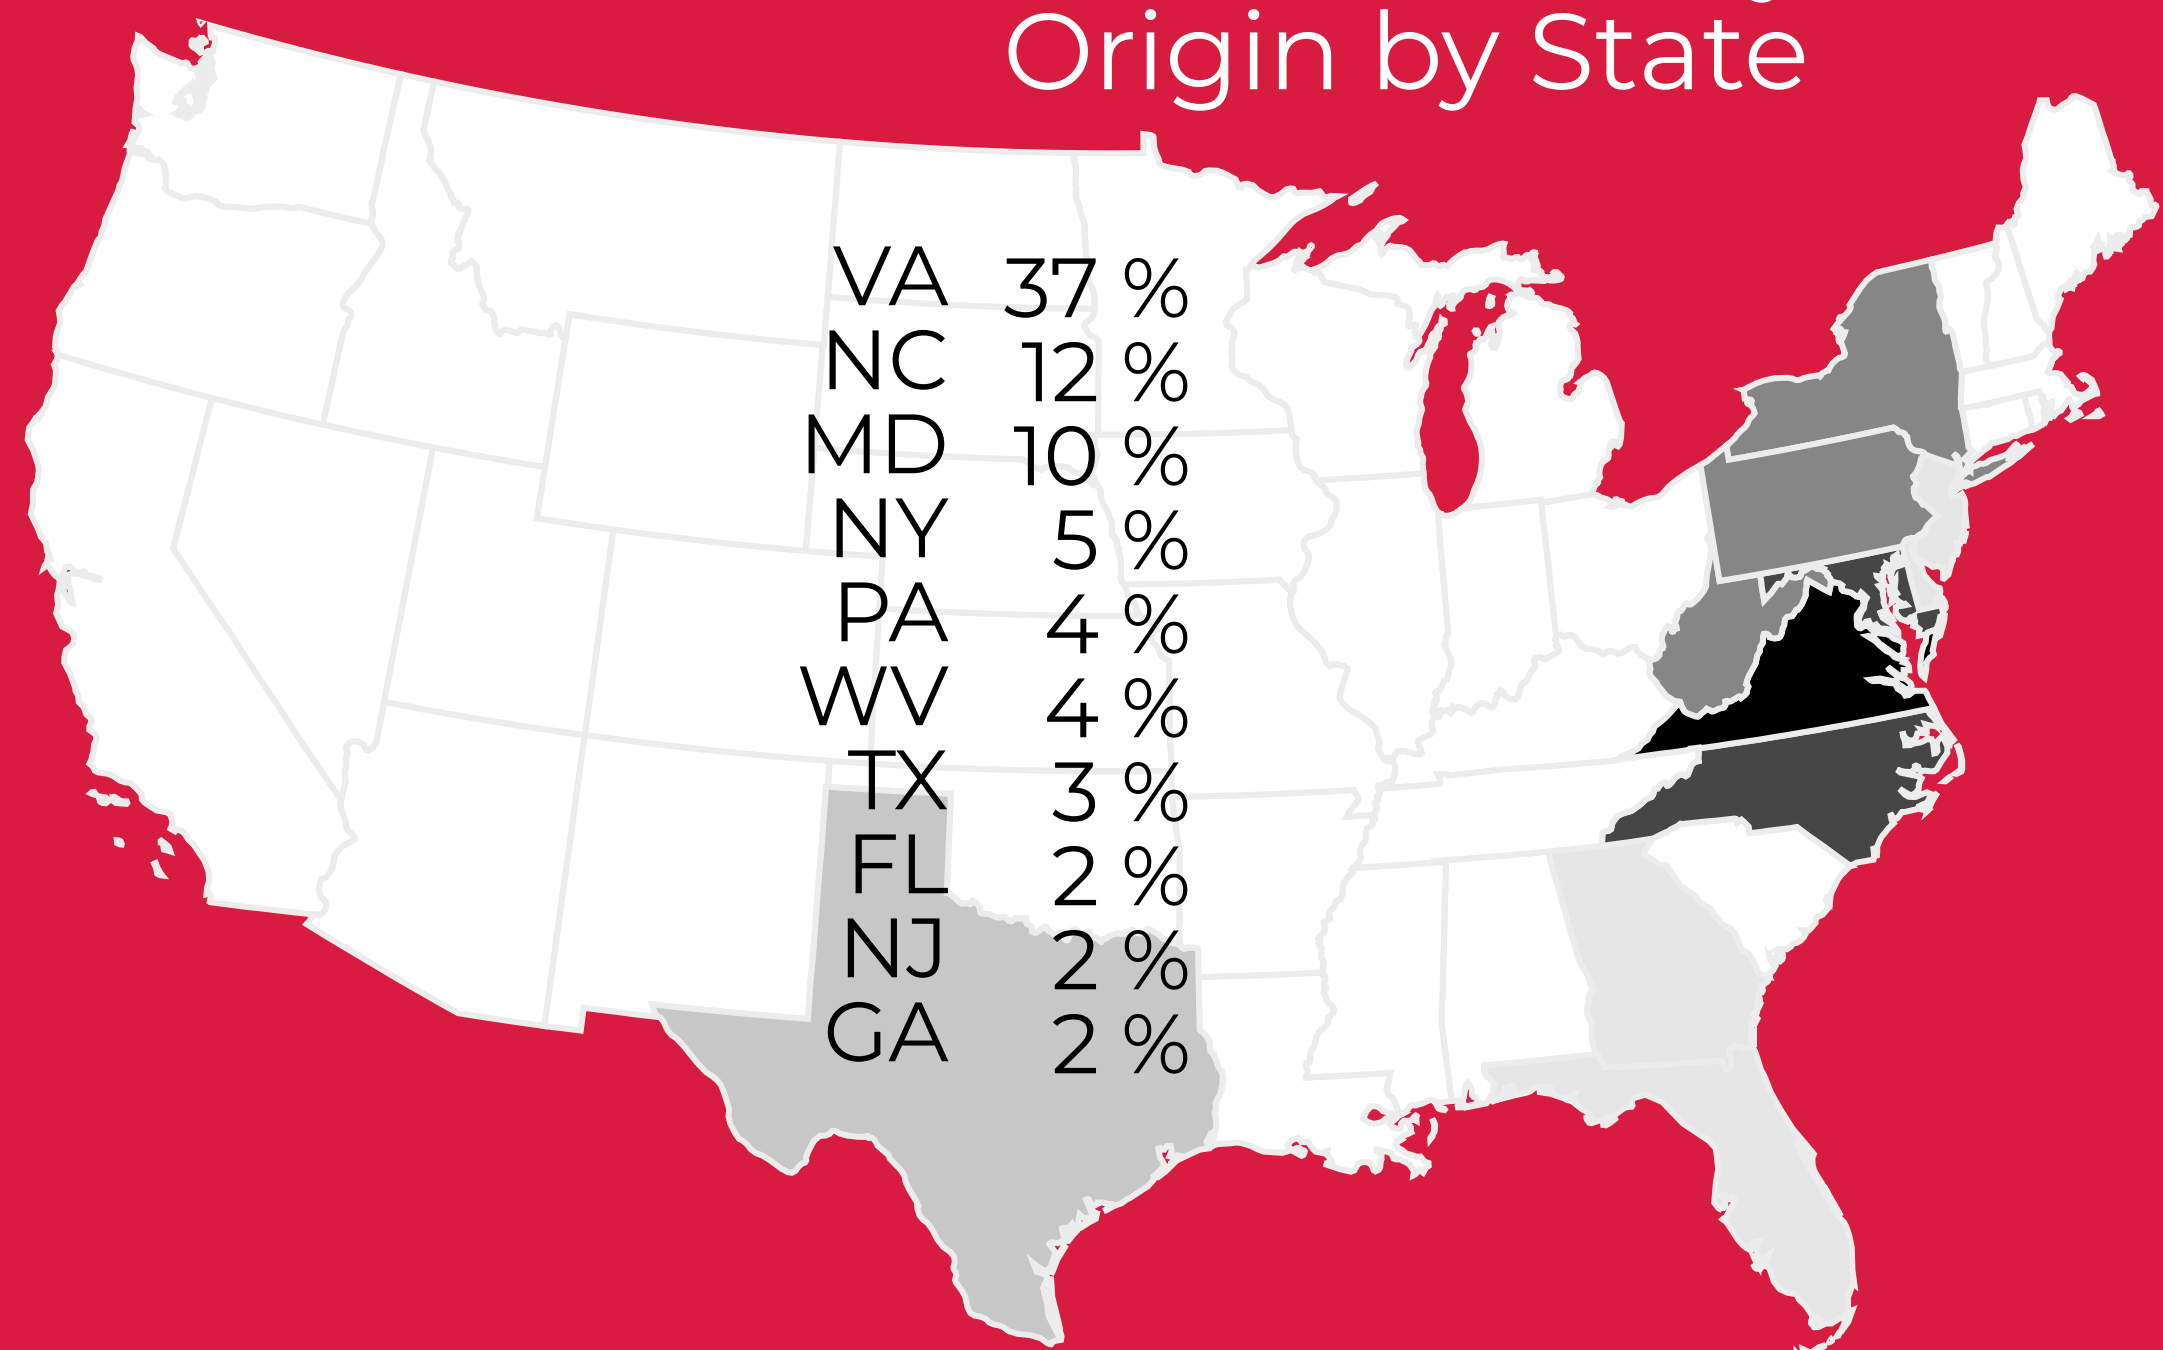 Origin by State
VA 37 %
NC 12 %
MD 10 %
NY 5 %
PA 4 %
WV 4 %
TX 3 %
FL 2 %
NJ 2 %
GA 2 %